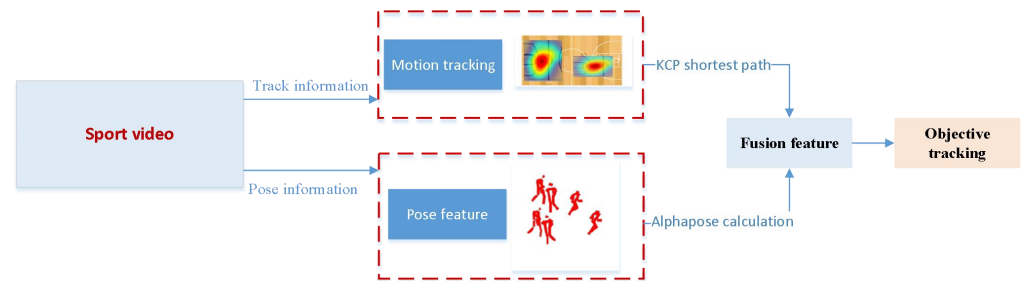 Motion tracking
KCP shortest path
Track information
Sport video
Fusion feature
Objective
tracking
Pose information
Pose feature
Alphapose calculation